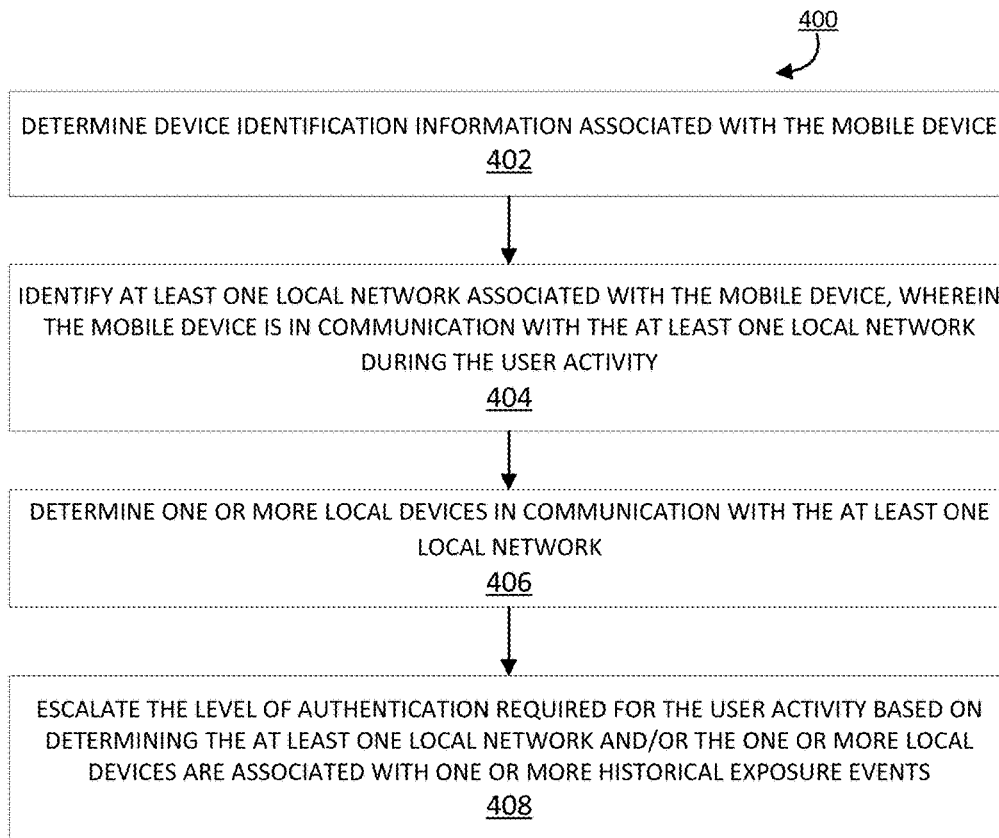 400
DETERMINE DEVICE IDENTIFICATION INFORMATION ASSOCIATED WITH THE MOBILE DEVICE
402
IDENTIFY AT LEAST ONE LOCAL NETWORK ASSOCIATED WITH THE MOBILE DEVICE, WHEREIN
THE MOBILE DEVICE IS IN COMMUNICATION WITH THE AT LEAST ONE LOCAL NETWORK
DURING THE USER ACTIVITY
404
DETERMINE ONE OR MORE LOCAL DEVICES IN COMMUNICATION WITH THE AT LEAST ONE
LOCAL NETWORK
406
ESCALATE THE LEVEL OF AUTHENTICATION REQUIRED FOR THE USER ACTIVITY BASED ON
DETERMINING THE AT LEAST ONE LOCAL NETWORK AND/OR THE ONE OR MORE LOCAL
DEVICES ARE ASSOCIATED WITH ONE OR MORE HISTORICAL EXPOSURE EVENTS
408